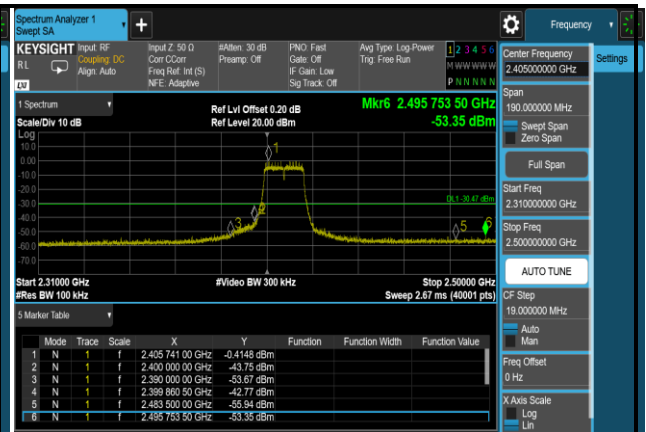 Spectrum Analyzer 1
Swept SA
+
Frequency
KEYSIGHT
RL
LXI
Input: RF
Coupling: DC
Align: Auto
Input Z: 50 Ω
Corr CCorr
Freq Ref: Int (S)
NFE: Adaptive
#Atten: 30 dB
Preamp: Off
PNO: Fast
Gate: Off
IF Gain: Low
Sig Track: Off
Avg Type: Log-Power
Trig: Free Run
1 2 3 4 5 6
M W W W W W
P N N N N N
1 Spectrum
Scale/Div 10 dB
Ref Lvl Offset 0.20 dB
Ref Level 20.00 dBm
Mkr6 2.495 753 50 GHz
-53.35 dBm
Log
10.0
0.00
-10.0
-20.0
-30.0
-40.0
-50.0
-60.0
-70.0
1
2
3
5
6
DL1 -30.47 dBm
Start 2.31000 GHz
#Res BW 100 kHz
#Video BW 300 kHz
Stop 2.50000 GHz
Sweep 2.67 ms (40001 pts)
5 Marker Table
Mode Trace Scale X Y Function Function Width Function Value
1 N 1 f 2.405 741 00 GHz -0.4148 dBm
2 N 1 f 2.400 000 00 GHz -43.75 dBm
3 N 1 f 2.390 000 00 GHz -53.67 dBm
4 N 1 f 2.399 860 50 GHz -42.77 dBm
5 N 1 f 2.483 500 00 GHz -55.94 dBm
6 N 1 f 2.495 753 50 GHz -53.35 dBm
Center Frequency
2.405000000 GHz
Settings
Span
190.000000 MHz
Swept Span
Zero Span
Full Span
Start Freq
2.310000000 GHz
Stop Freq
2.500000000 GHz
AUTO TUNE
CF Step
19.000000 MHz
Auto
Man
Freq Offset
0 Hz
X Axis Scale
Log
Lin